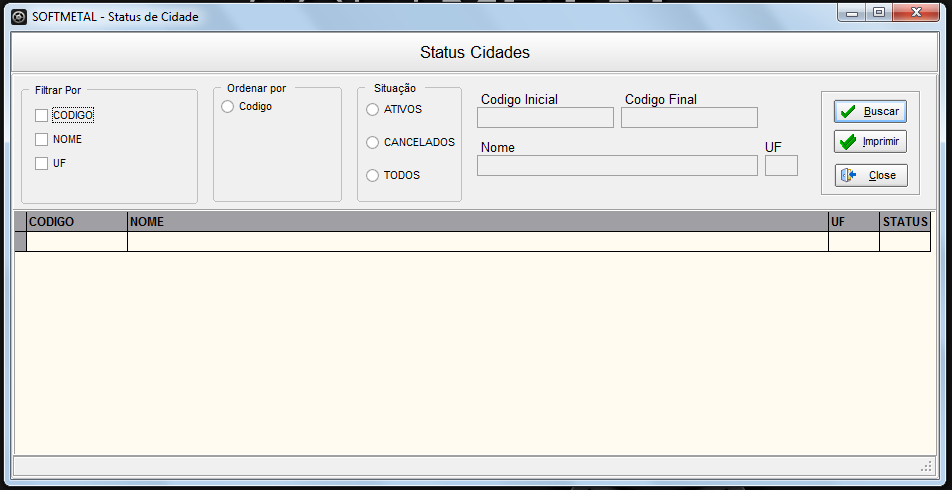 SOFTMETAL - Status de Cidade
Status Cidades
Filtrar Por
CODIGO
NOME
UF
Ordenar por
Codigo
Situação
ATIVOS
CANCELADOS
TODOS
Codigo Inicial
Codigo Final
Nome
UF
Buscar
Imprimir
Close
CODIGO NOME UF STATUS